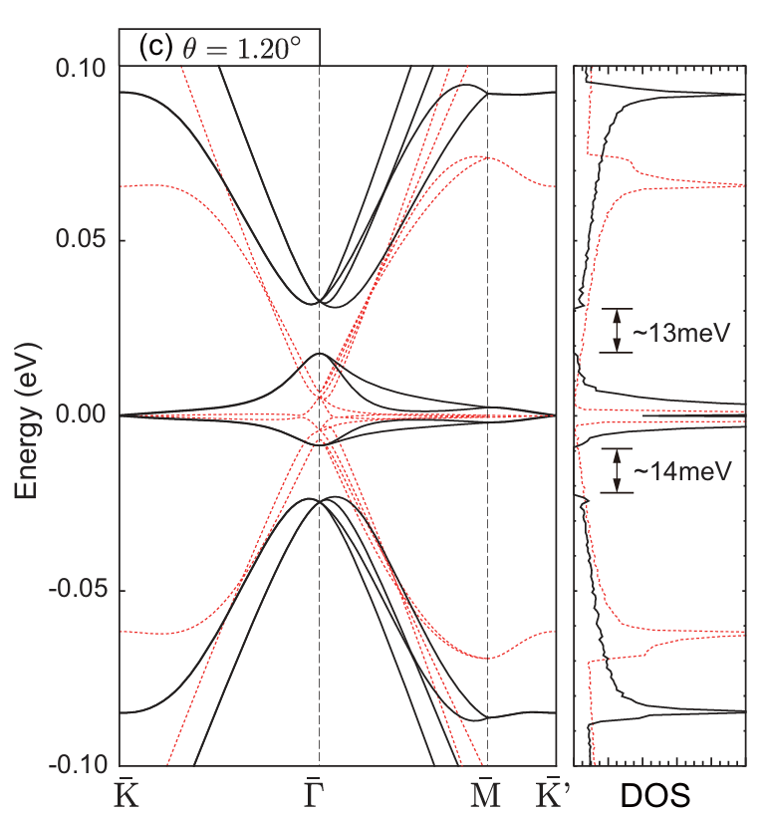 (c) θ = 1.20°
0.10
0.05
0.00
-0.05
-0.10
Energy (eV)
~13meV
~14meV
K̄ Γ̄ M̄ K̄' DOS